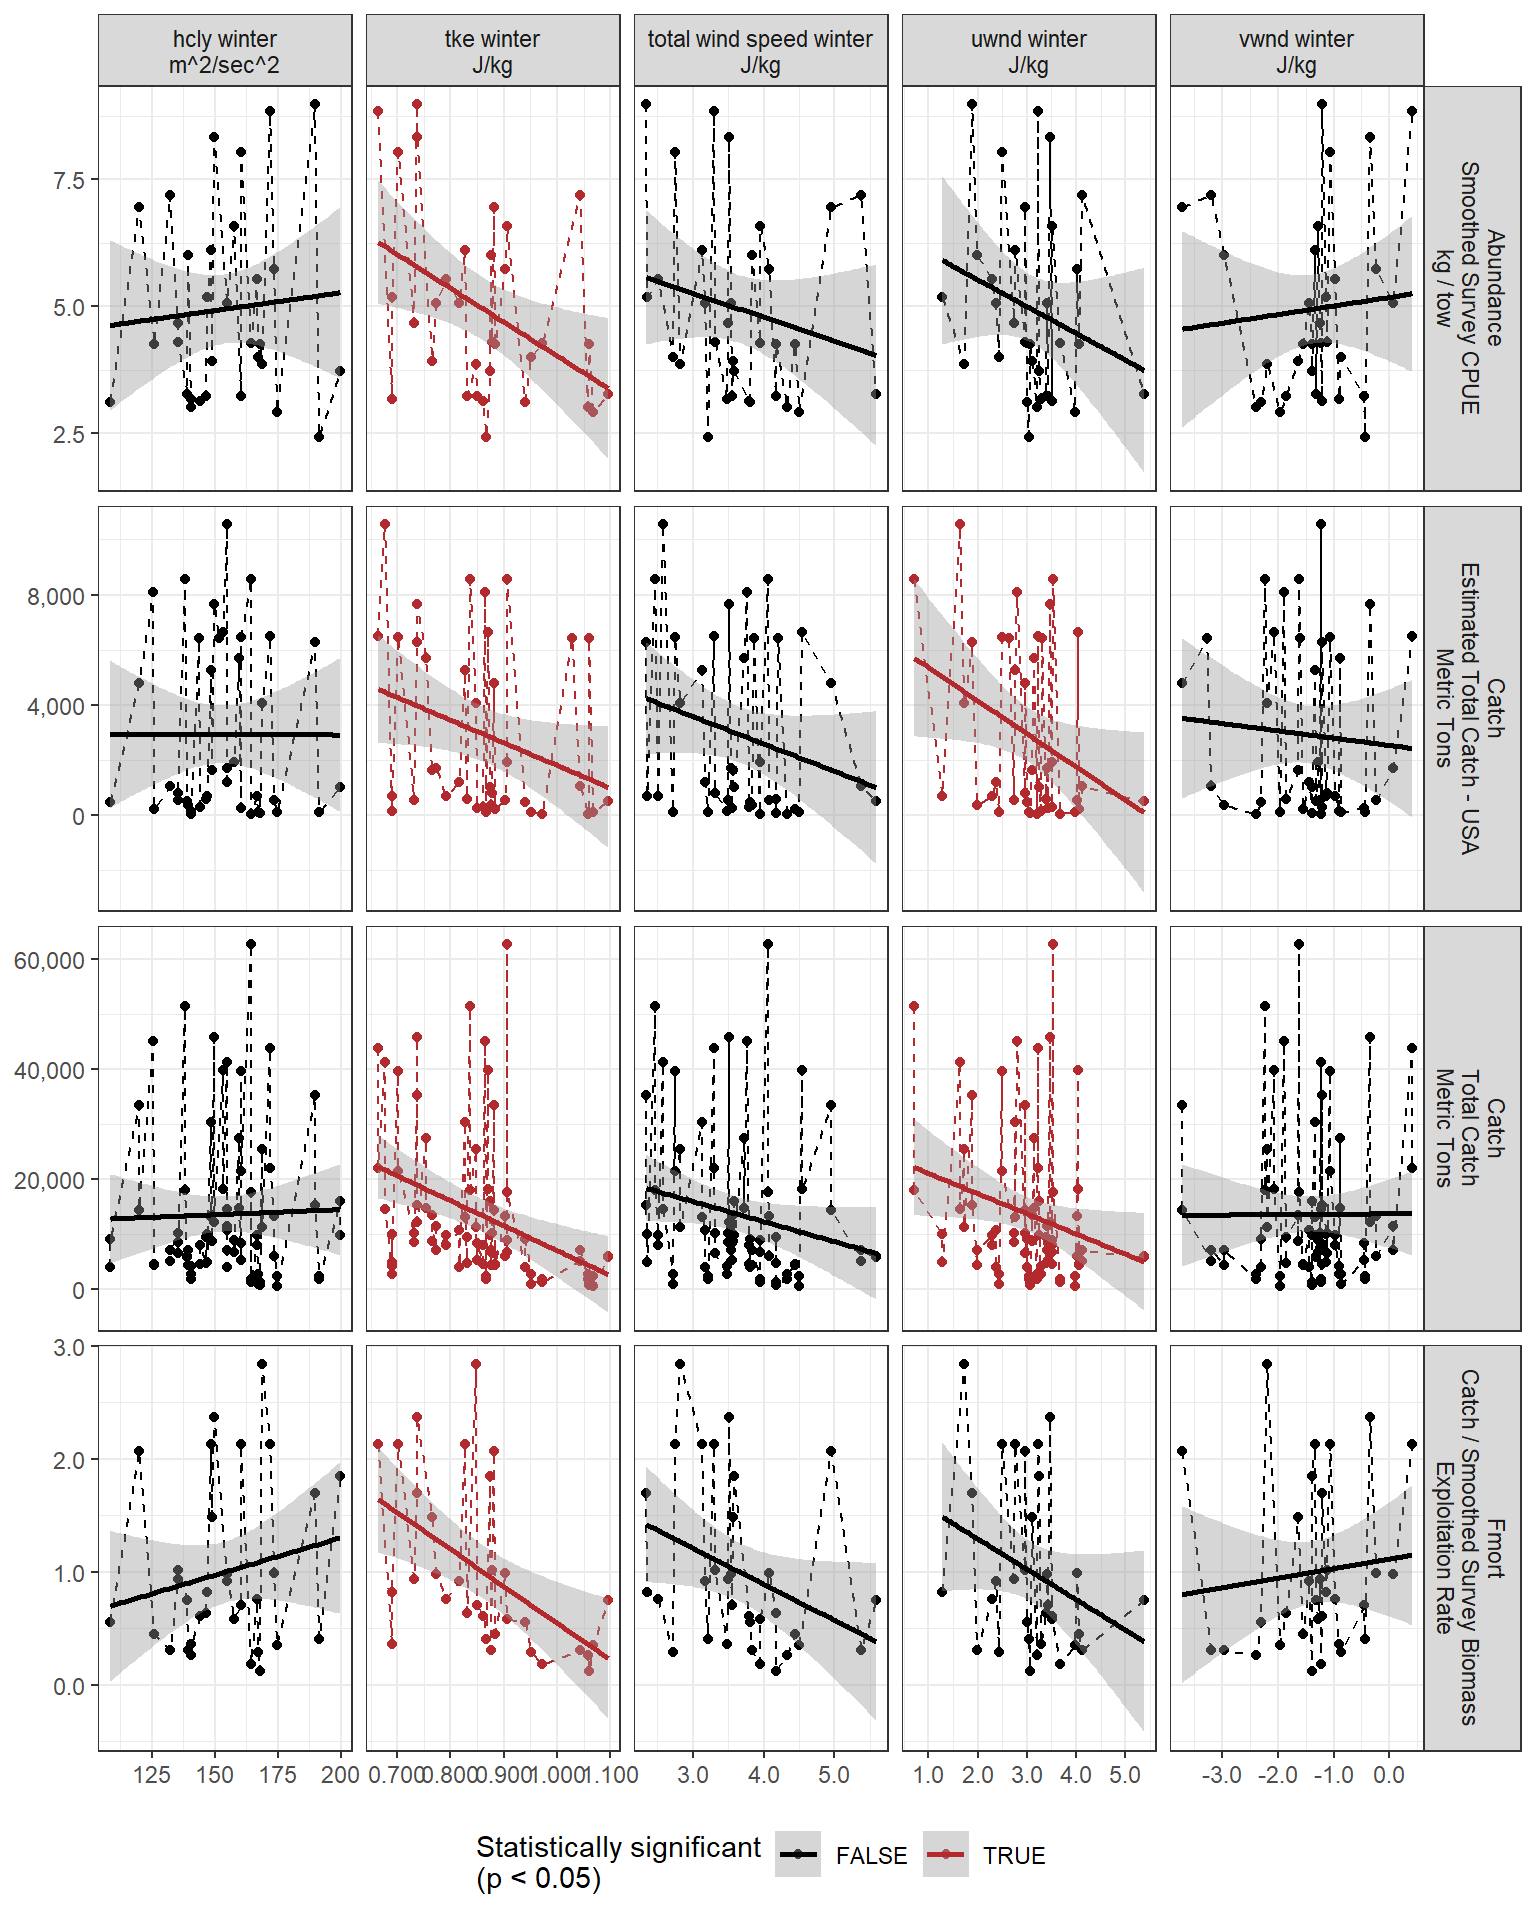 hcly winter
m^2/sec^2
tke winter
J/kg
total wind speed winter
J/kg
uwnd winter
J/kg
vwnd winter
J/kg
7.5
5.0
2.5
Abundance
Smoothed Survey CPUE
kg / tow
8,000
4,000
0
Catch
Estimated Total Catch - USA
Metric Tons
60,000
40,000
20,000
0
Catch
Total Catch
Metric Tons
3.0
2.0
1.0
0.0
Fmort
Catch / Smoothed Survey Biomass
Exploitation Rate
125 150 175 200
0.700 0.800 0.900 1.000 1.100
3.0 4.0 5.0
1.0 2.0 3.0 4.0 5.0
-3.0 -2.0 -1.0 0.0
Statistically significant
(p < 0.05)
FALSE
TRUE